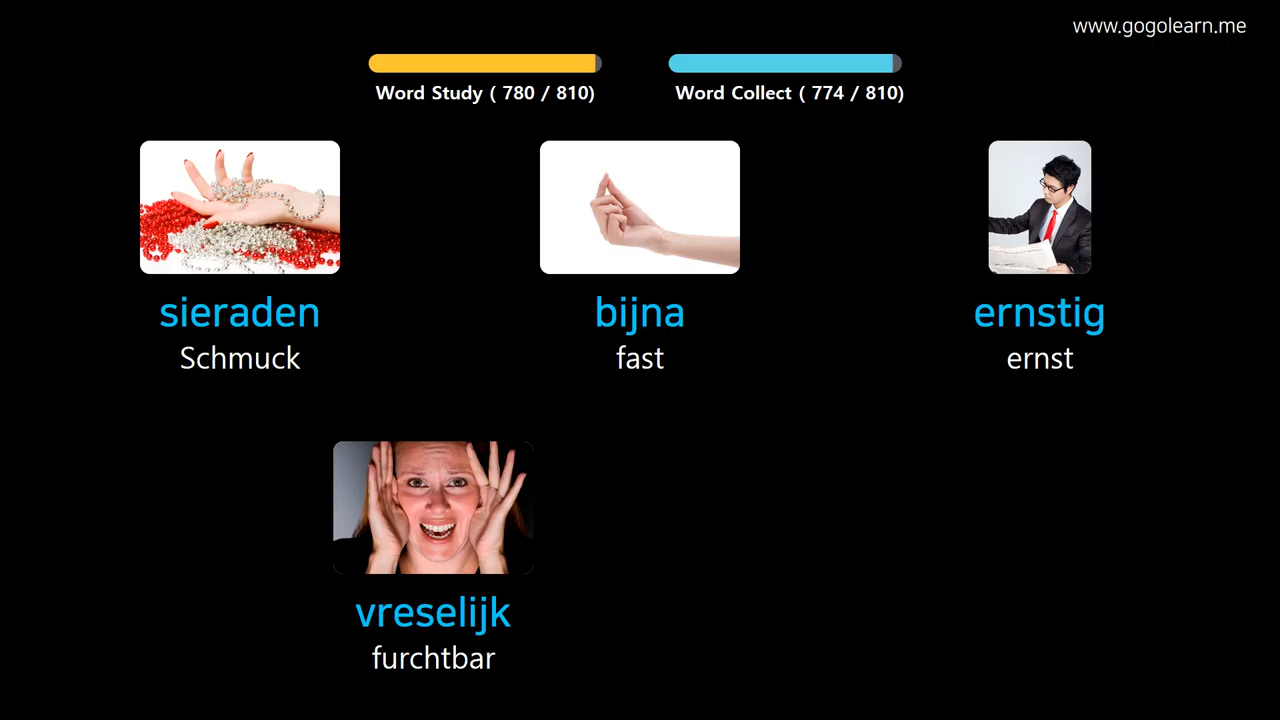 www.gogolearn.me
Word Study ( 780 / 810)
Word Collect ( 774 / 810)
sieraden
Schmuck
bijna
fast
ernstig
ernst
vreselijk
furchtbar